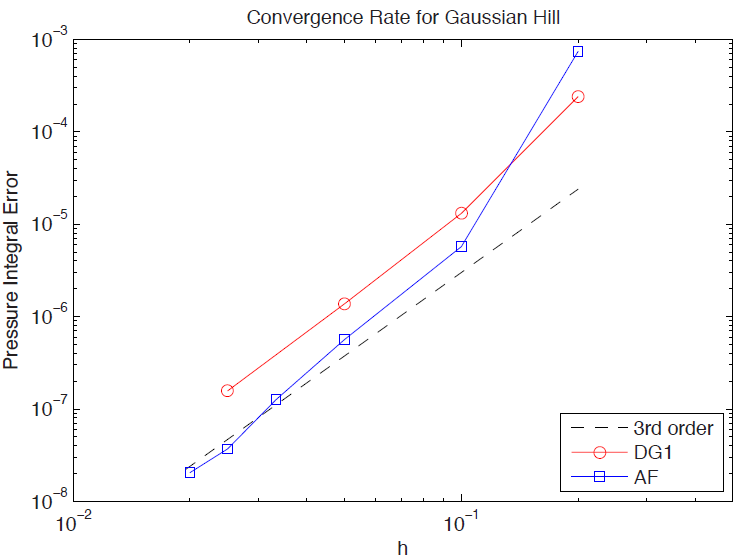 Convergence Rate for Gaussian Hill
10⁻³
10⁻⁴
10⁻⁵
10⁻⁶
10⁻⁷
10⁻⁸
Pressure Integral Error
3rd order
DG1
AF
10⁻² 10⁻¹
h